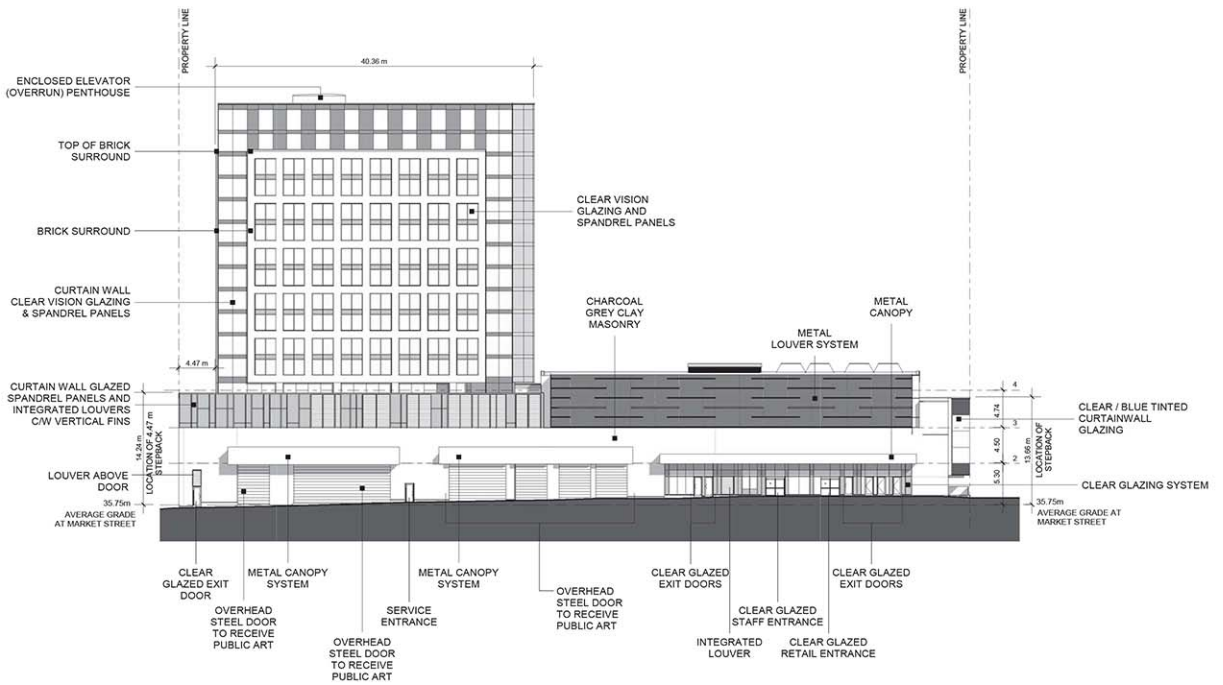 PROPERTY LINE
PROPERTY LINE
40.36 m
ENCLOSED ELEVATOR
(OVERRUN) PENTHOUSE
TOP OF BRICK
SURROUND
BRICK SURROUND
CLEAR VISION
GLAZING AND
SPANDREL PANELS
CURTAIN WALL
CLEAR VISION GLAZING
& SPANDREL PANELS
CHARCOAL
GREY CLAY
MASONRY
METAL
LOUVER SYSTEM
METAL
CANOPY
4.47 m
CURTAIN WALL GLAZED
SPANDREL PANELS AND
INTEGRATED LOUVERS
C/W VERTICAL FINS
14.24 m
LOCATION OF 4.47 m
STEPBACK
4
4.74
3
4.50
2
5.30
13.66 m
LOCATION OF
STEPBACK
CLEAR / BLUE TINTED
CURTAINWALL
GLAZING
LOUVER ABOVE
DOOR
CLEAR GLAZING SYSTEM
35.75m
AVERAGE GRADE
AT MARKET STREET
35.75m
AVERAGE GRADE AT
MARKET STREET
CLEAR
GLAZED EXIT
DOOR
METAL CANOPY
SYSTEM
METAL CANOPY
SYSTEM
CLEAR GLAZED
EXIT DOORS
CLEAR GLAZED
EXIT DOORS
OVERHEAD
STEEL DOOR
TO RECEIVE
PUBLIC ART
SERVICE
ENTRANCE
OVERHEAD
STEEL DOOR
TO RECEIVE
PUBLIC ART
CLEAR GLAZED
STAFF ENTRANCE
OVERHEAD
STEEL DOOR
TO RECEIVE
PUBLIC ART
INTEGRATED
LOUVER
CLEAR GLAZED
RETAIL ENTRANCE